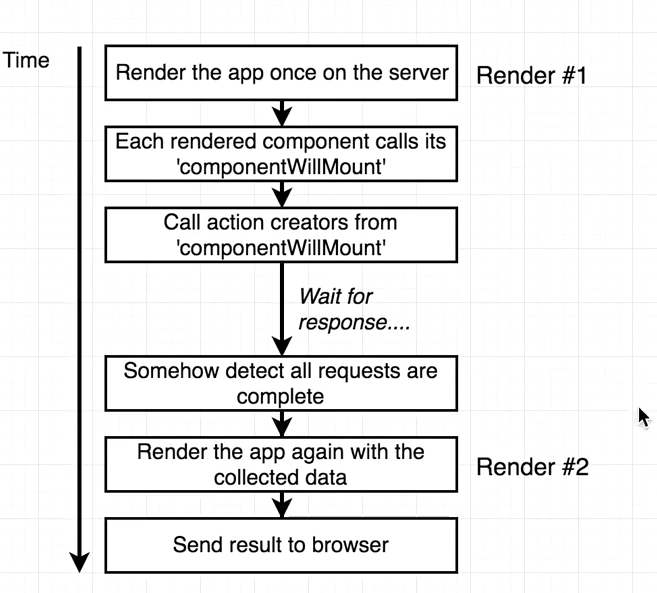 Time
Render the app once on the server
Render #1
Each rendered component calls its
'componentWillMount'
Call action creators from
'componentWillMount'
Wait for
response....
Somehow detect all requests are
complete
Render the app again with the
collected data
Render #2
Send result to browser